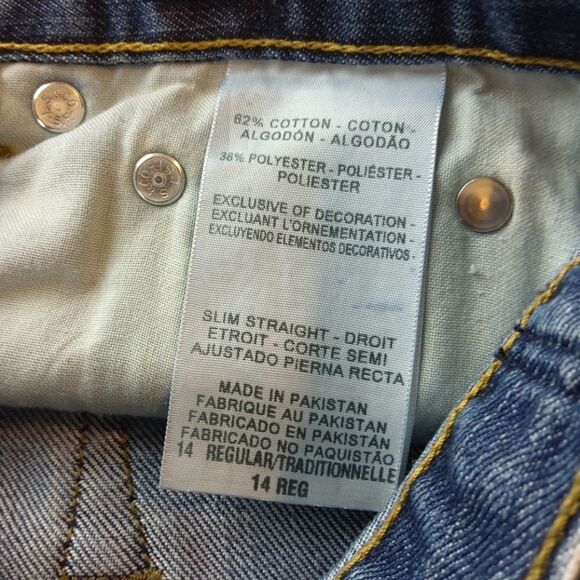 62% COTTON - COTON -
ALGODÓN - ALGODÃO
38% POLYESTER - POLIÉSTER -
POLIESTER
EXCLUSIVE OF DECORATION -
EXCLUANT L'ORNEMENTATION -
EXCLUYENDO ELEMENTOS DECORATIVOS -
SLIM STRAIGHT - DROIT
ETROIT - CORTE SEMI
AJUSTADO PIERNA RECTA
MADE IN PAKISTAN
FABRIQUE AU PAKISTAN
FABRICADO EN PAKISTÁN
FABRICADO NO PAQUISTÃO
14 REGULAR/TRADITIONNELLE
14 REG